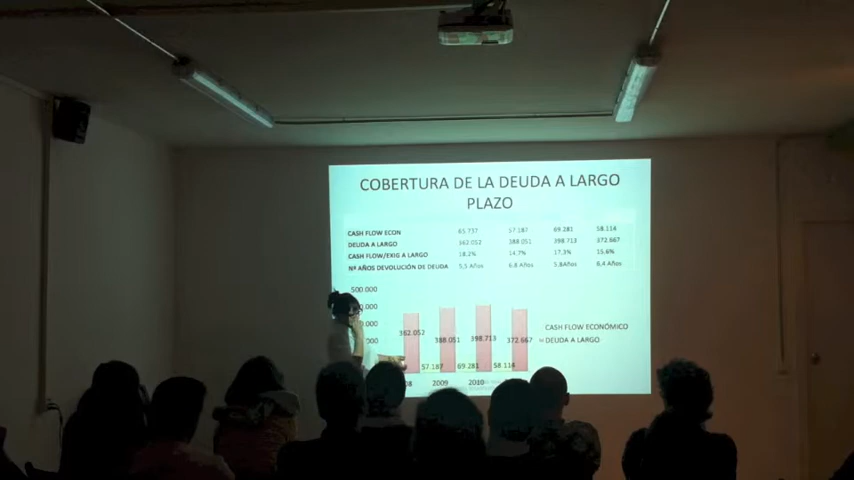 COBERTURA DE LA DEUDA A LARGO
PLAZO
CASH FLOW ECON 65.737 57.187 69.281 58.114
DEUDA A LARGO 362.052 388.051 398.713 372.667
CASH FLOW/EXIG A LARGO 18.2% 14.7% 17.3% 15.6%
Nº AÑOS DEVOLUCIÓN DE DEUDA 5,5 Años 6.8 Años 5,8Años 6,4 Años
500.000
382.052 388.051 398.713 372.667
57.187 69.281 58.114
2009 2010
CASH FLOW ECONÓMICO
DEUDA A LARGO